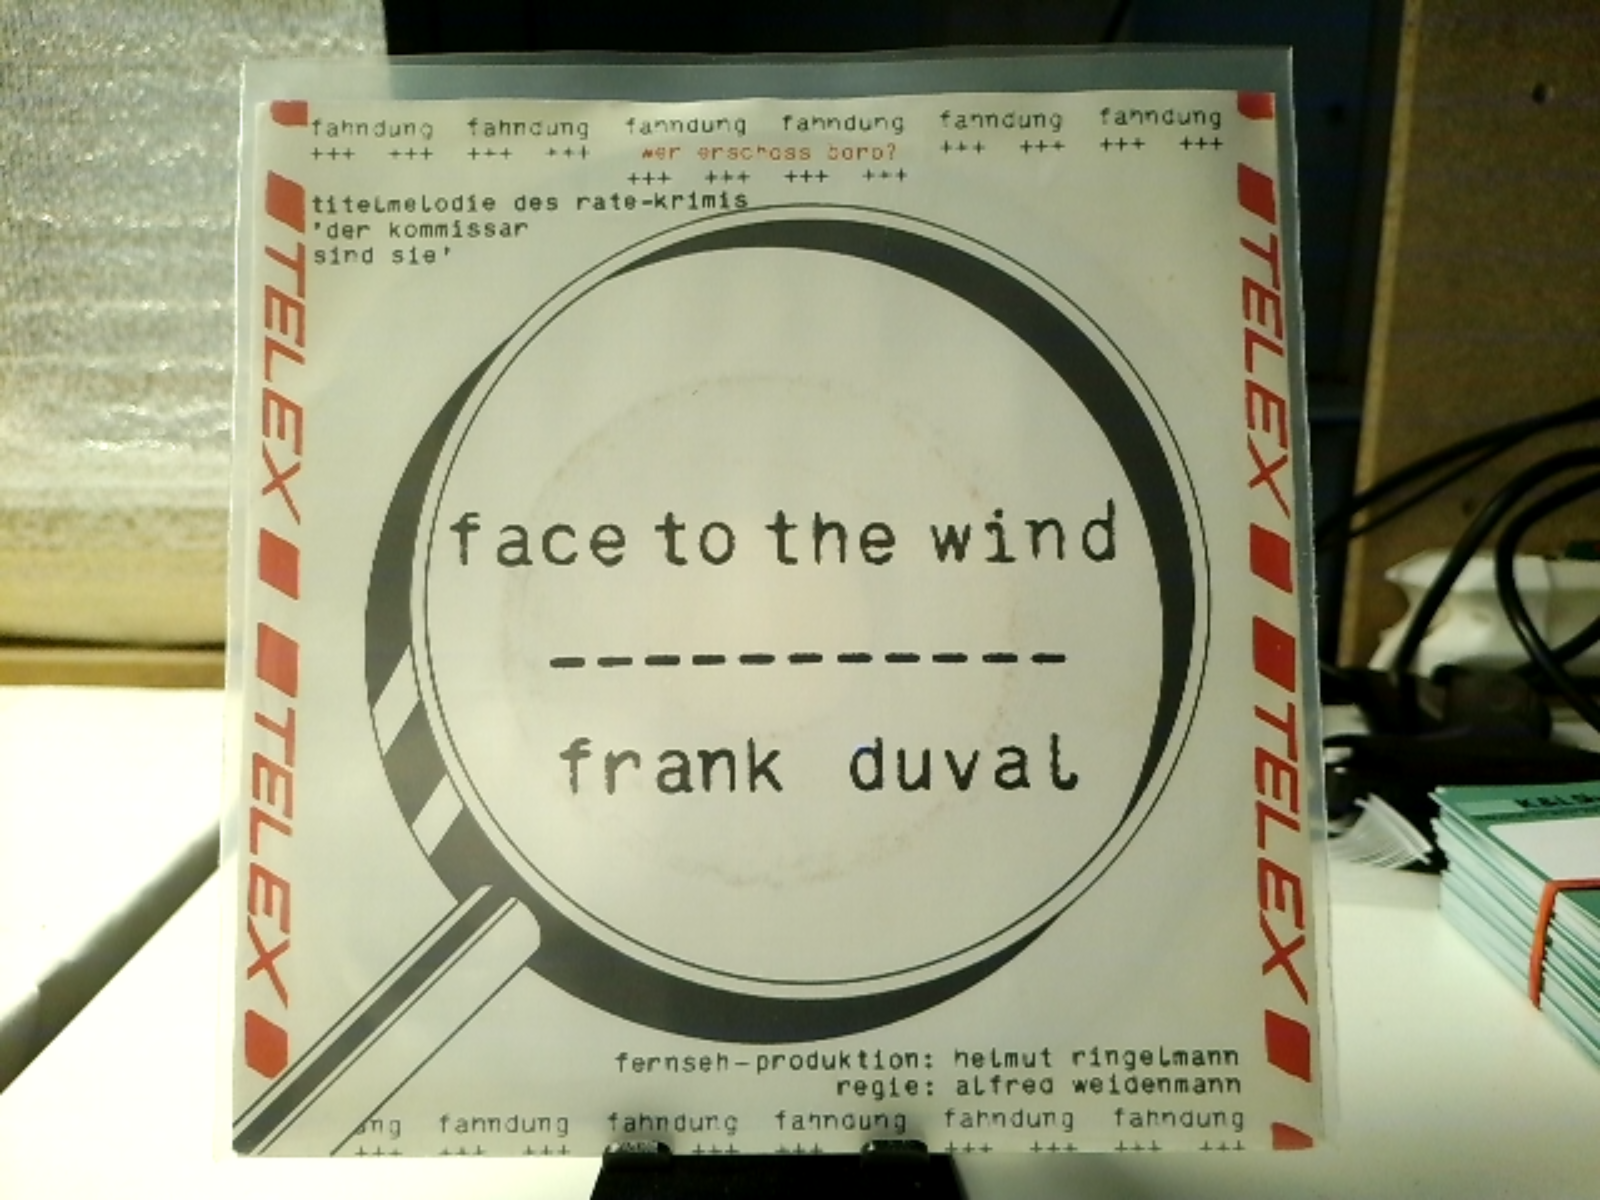 fahndung fahndung fahndung fahndung fahndung fahndung
+++ +++ +++ +++ wer erschoss boro? +++ +++ +++ +++
+++ +++ +++ +++
titelmelodie des rate-krimis
'der kommissar
sind sie'
TELEX
TELEX
TELEX
TELEX
face to the wind
-----------
frank duval
fernseh-produktion: helmut ringelmann
regie: alfred weidenmann
ung fahndung fahndung fahndung fahndung fahndung
+++ +++ +++ +++ +++ +++ +++ +++